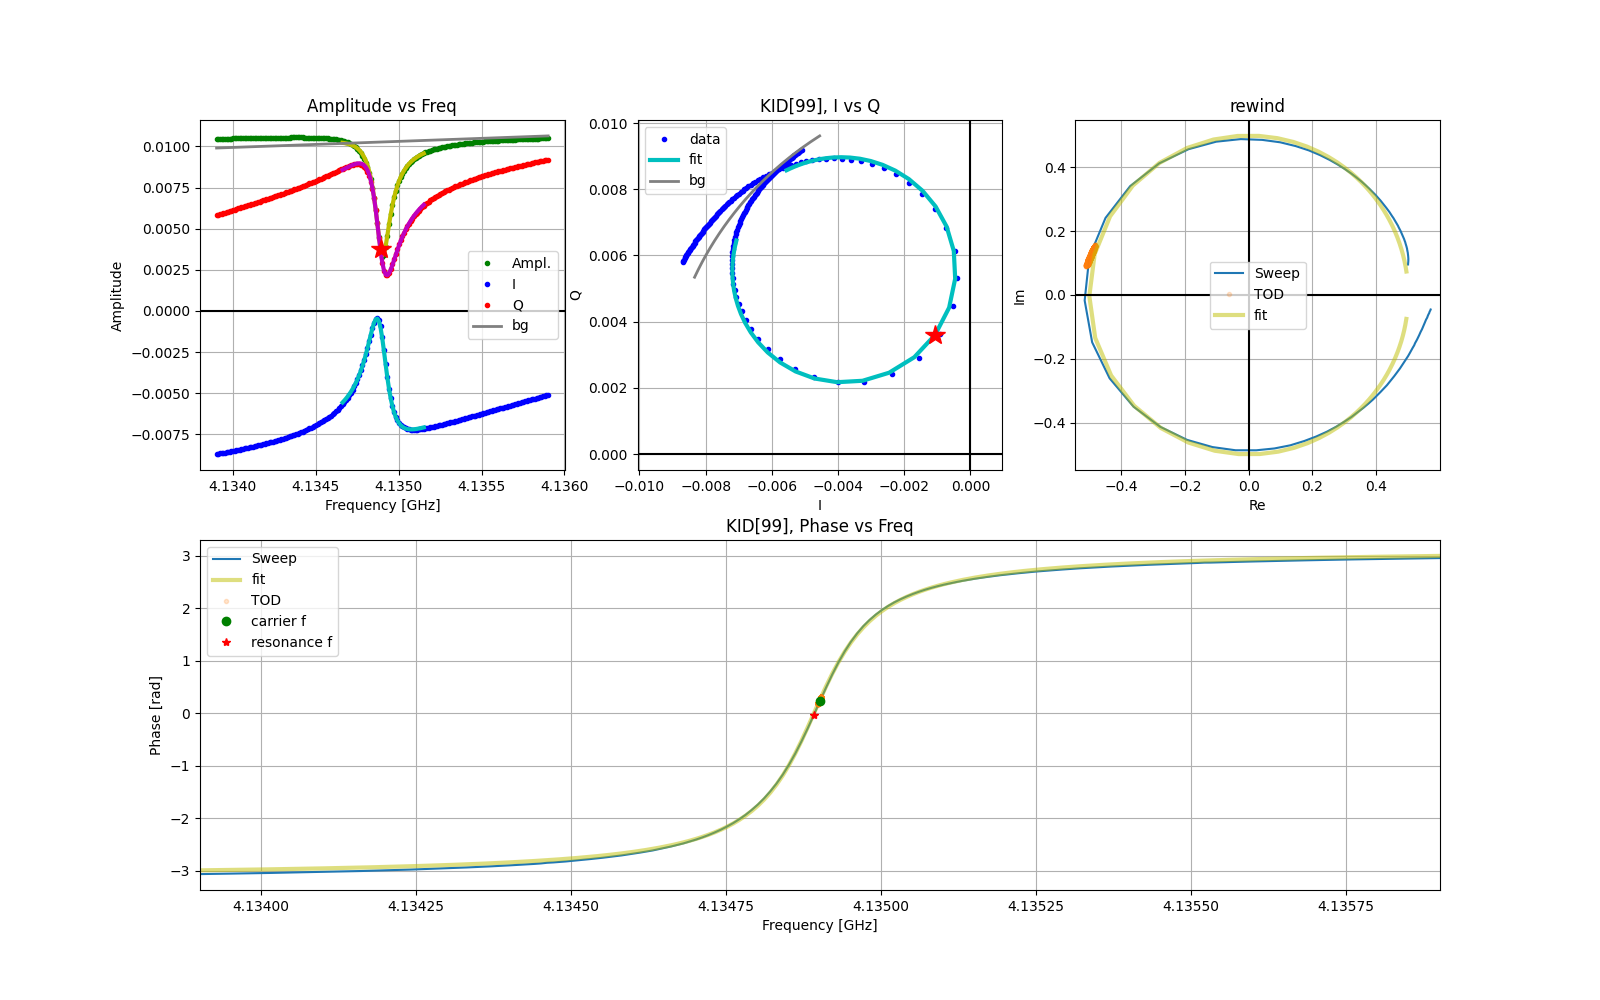 Amplitude vs Freq
Amplitude
0.0100
0.0075
0.0050
0.0025
0.0000
−0.0025
−0.0050
−0.0075
Ampl.
I
Q
bg
4.1340 4.1345 4.1350 4.1355 4.1360
Frequency [GHz]
KID[99], I vs Q
Q
0.010
0.008
0.006
0.004
0.002
0.000
data
fit
bg
−0.010 −0.008 −0.006 −0.004 −0.002 0.000
I
rewind
Im
0.4
0.2
0.0
−0.2
−0.4
Sweep
TOD
fit
−0.4 −0.2 0.0 0.2 0.4
Re
KID[99], Phase vs Freq
Phase [rad]
3
2
1
0
−1
−2
−3
Sweep
fit
TOD
carrier f
resonance f
4.13400 4.13425 4.13450 4.13475 4.13500 4.13525 4.13550 4.13575
Frequency [GHz]